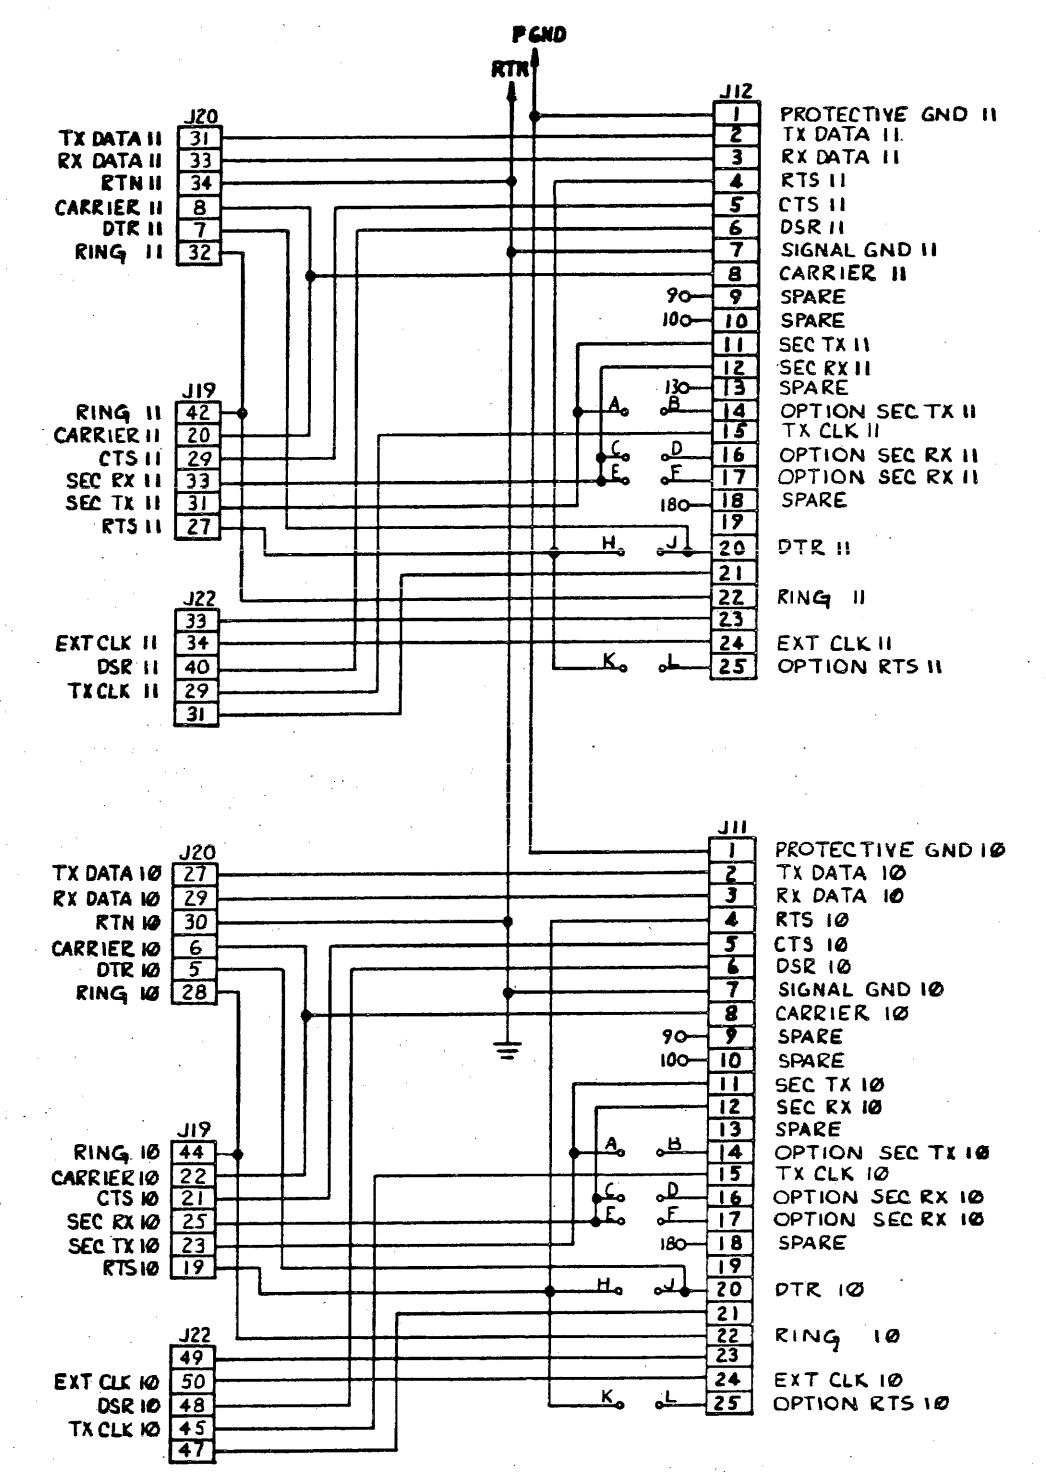 PGND
RTN
J20
TX DATA 11 31
RX DATA 11 33
RTN 11 34
CARRIER 11 8
DTR 11 7
RING 11 32
J19
RING 11 42
CARRIER 11 20
CTS 11 29
SEC RX 11 33
SEC TX 11 31
RTS 11 27
J22
33
EXT CLK 11 34
DSR 11 40
TX CLK 11 29
31
J12
1 PROTECTIVE GND 11
2 TX DATA 11.
3 RX DATA 11
4 RTS 11
5 CTS 11
6 DSR 11
7 SIGNAL GND 11
8 CARRIER 11
9 9 SPARE
10 10 SPARE
11 SEC TX 11
12 SEC RX 11
13 13 SPARE
A B 14 OPTION SEC TX 11
15 TX CLK 11
C D 16 OPTION SEC RX 11
E F 17 OPTION SEC RX 11
18 18 SPARE
19
H J 20 DTR 11
21
22 RING 11
23
24 EXT CLK 11
K L 25 OPTION RTS 11
J20
TX DATA 10 27
RX DATA 10 29
RTN 10 30
CARRIER 10 6
DTR 10 5
RING 10 28
J19
RING 10 44
CARRIER 10 22
CTS 10 21
SEC RX 10 25
SEC TX 10 23
RTS 10 19
J22
49
EXT CLK 10 50
DSR 10 48
TX CLK 10 45
47
J11
1 PROTECTIVE GND 10
2 TX DATA 10
3 RX DATA 10
4 RTS 10
5 CTS 10
6 DSR 10
7 SIGNAL GND 10
8 CARRIER 10
9 9 SPARE
10 10 SPARE
11 SEC TX 10
12 SEC RX 10
13 SPARE
A B 14 OPTION SEC TX 10
15 TX CLK 10
C D 16 OPTION SEC RX 10
E F 17 OPTION SEC RX 10
18 18 SPARE
19
H J 20 DTR 10
21
22 RING 10
23
24 EXT CLK 10
K L 25 OPTION RTS 10